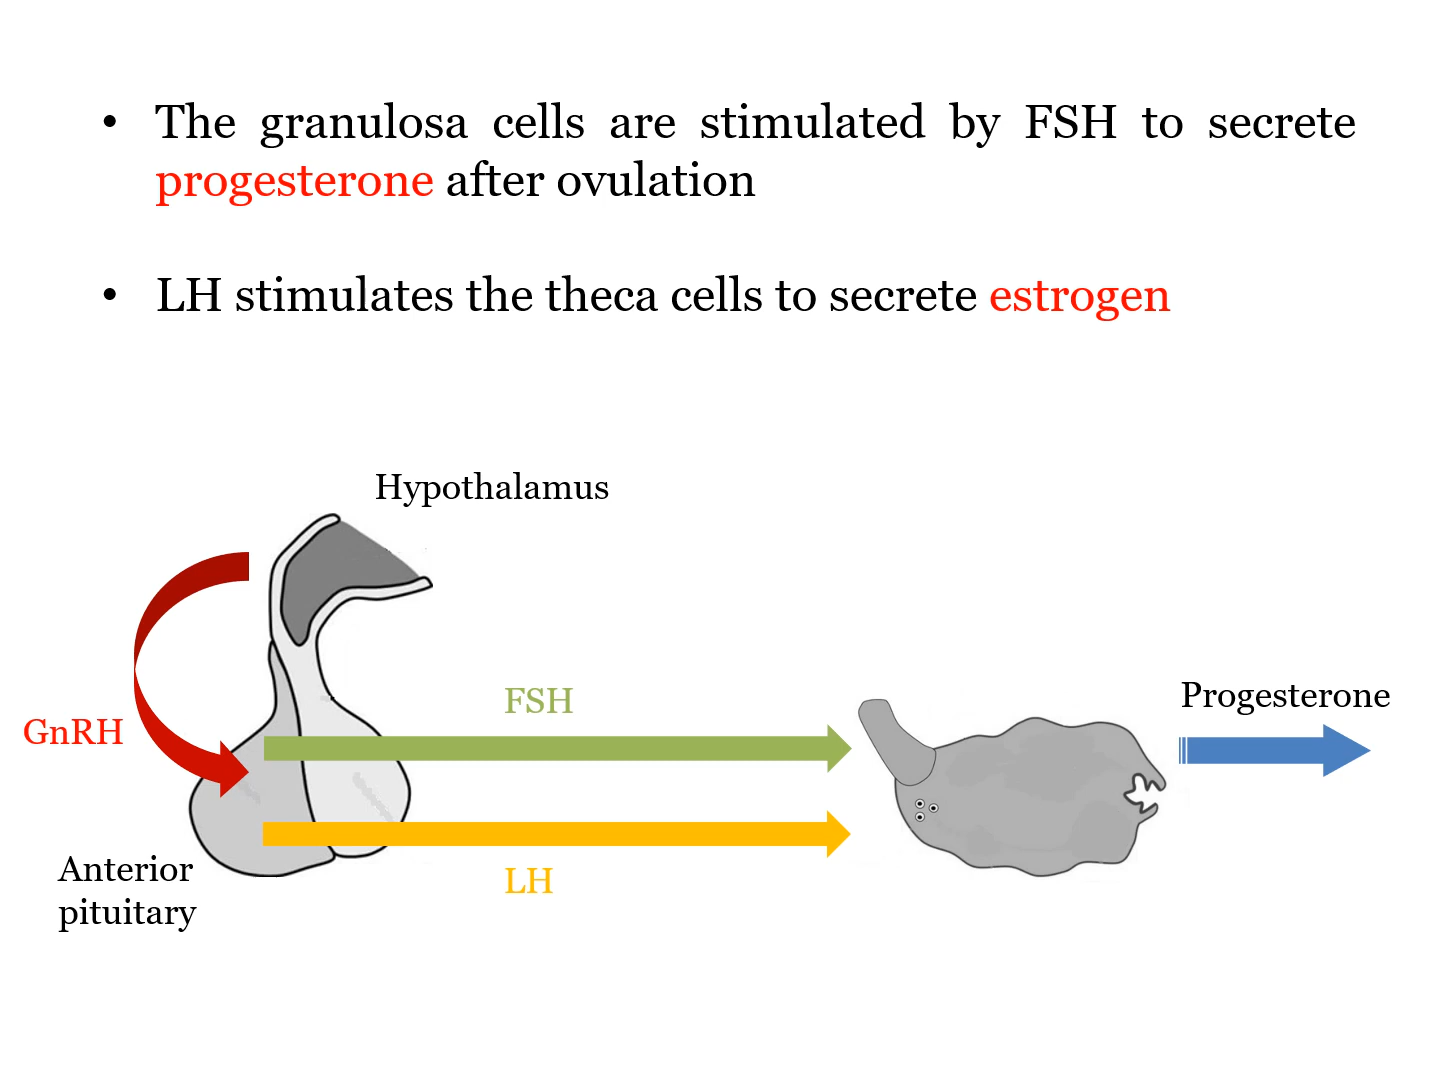 • The granulosa cells are stimulated by FSH to secrete
progesterone after ovulation
• LH stimulates the theca cells to secrete estrogen
Hypothalamus
FSH
Progesterone
GnRH
Anterior
pituitary
LH